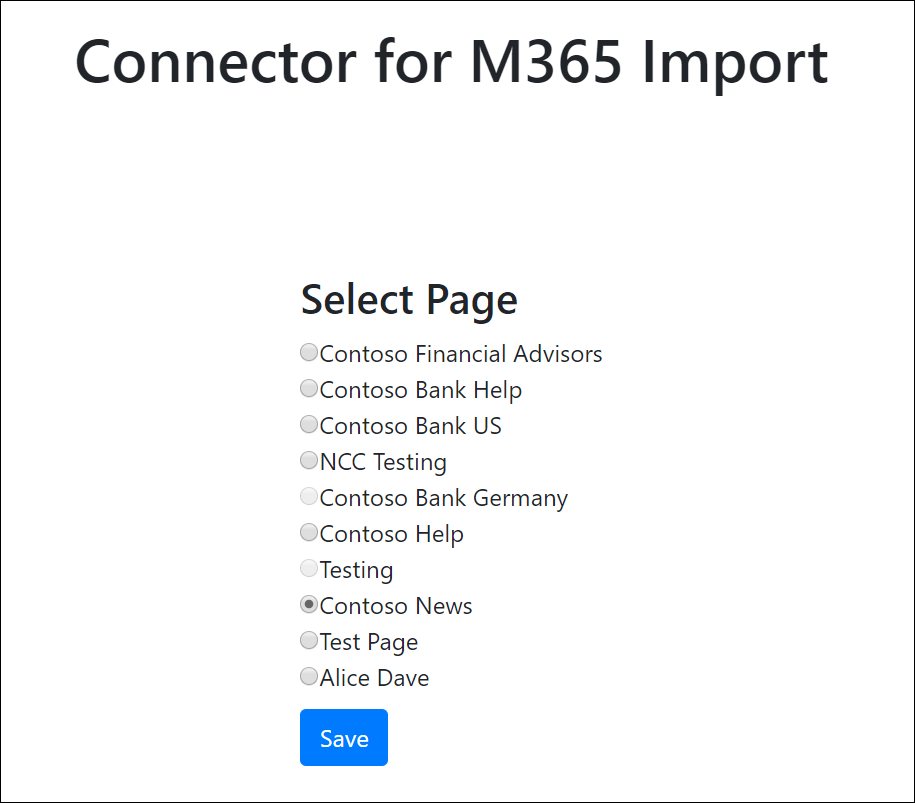 Connector for M365 Import
Select Page
Contoso Financial Advisors
Contoso Bank Help
Contoso Bank US
NCC Testing
Contoso Bank Germany
Contoso Help
Testing
Contoso News
Test Page
Alice Dave
Save